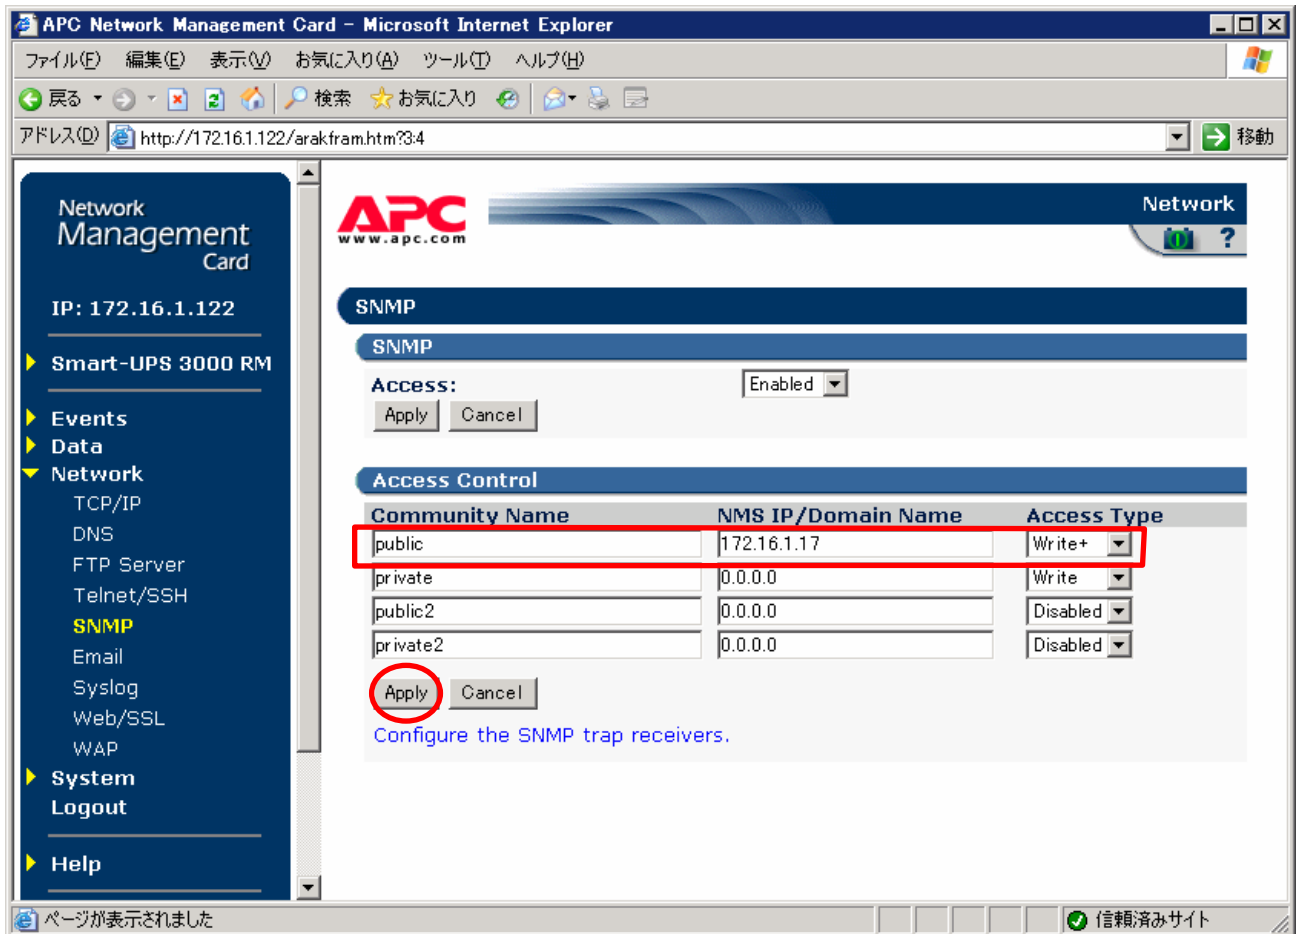 APC Network Management Card - Microsoft Internet Explorer
ファイル(F) 編集(E) 表示(V) お気に入り(A) ツール(T) ヘルプ(H)
戻る 検索 お気に入り
アドレス(D) http://172.16.1.122/arakfram.htm?3:4 移動
Network
Management
Card
IP: 172.16.1.122
Smart-UPS 3000 RM
Events
Data
Network
TCP/IP
DNS
FTP Server
Telnet/SSH
SNMP
Email
Syslog
Web/SSL
WAP
System
Logout
Help
APC
www.apc.com
Network
?
SNMP
SNMP
Access: Enabled
Apply Cancel
Access Control
Community Name NMS IP/Domain Name Access Type
public 172.16.1.17 Write+
private 0.0.0.0 Write
public2 0.0.0.0 Disabled
private2 0.0.0.0 Disabled
Apply Cancel
Configure the SNMP trap receivers.
ページが表示されました 信頼済みサイト